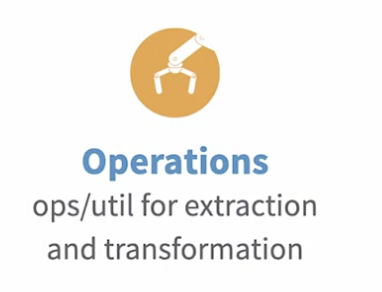 Operations
ops/util for extraction
and transformation